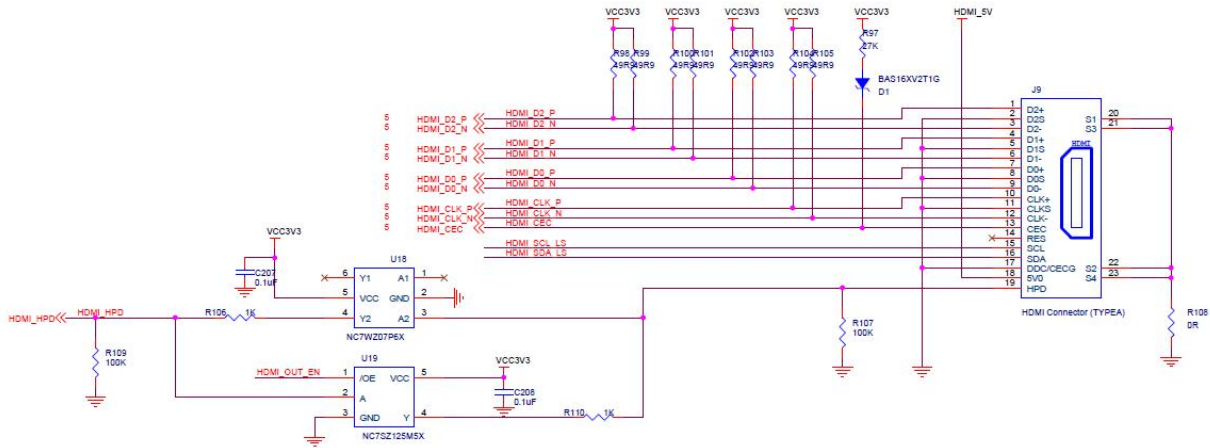 VCC3V3 VCC3V3 VCC3V3 VCC3V3 VCC3V3 HDMI_5V
R98 R99 R100 R101 R102 R103 R104 R105 R97
49R9 49R9 49R9 49R9 49R9 49R9 49R9 49R9 27K
BAS16XV2T1G
D1
J9
5 HDMI_D2_P HDMI_D2_P 1 D2+ S1 20
5 HDMI_D2_N HDMI_D2_N 2 D2S S3 21
3 D2-
5 HDMI_D1_P HDMI_D1_P 4 D1+
5 HDMI_D1_N HDMI_D1_N 5 D1S
6 D1-
HDMI
5 HDMI_D0_P HDMI_D0_P 7 D0+
5 HDMI_D0_N HDMI_D0_N 8 D0S
9 D0-
5 HDMI_CLK_P HDMI_CLK_P 10 CLK+
5 HDMI_CLK_N HDMI_CLK_N 11 CLKS
12 CLK-
5 HDMI_CEC HDMI_CEC 13 CEC
14 RES
HDMI_SCL_LS 15 SCL
HDMI_SDA_LS 16 SDA
17 DDC/CECG S2 22
18 5V0 S4 23
19 HPD
HDMI Connector (TYPEA)
R108
0R
R107
100K
VCC3V3
C207
0.1uF
U18
6 Y1 A1 1
5 VCC GND 2
4 Y2 A2 3
NC7WZ07P6X
HDMI_HPD HDMI_HPD
R106 1K
R109
100K
U19
HDMI_OUT_EN 1 /OE VCC 5
2 A
3 GND Y 4
NC7SZ125M5X
VCC3V3
C208
0.1uF
R110 1K